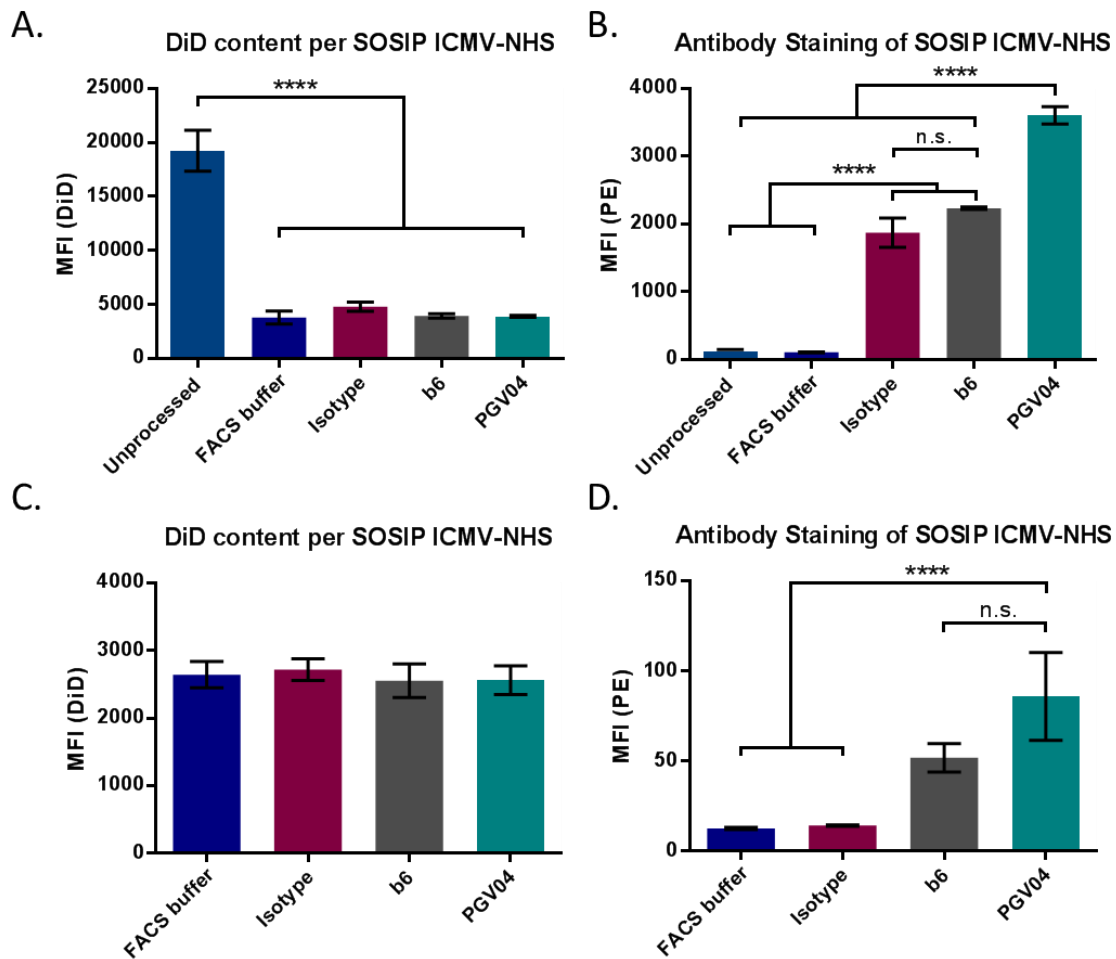 A.
DiD content per SOSIP ICMV-NHS
MFI (DiD)
25000
20000
15000
10000
5000
0
****
Unprocessed
FACS buffer
Isotype
b6
PGV04
B.
Antibody Staining of SOSIP ICMV-NHS
MFI (PE)
4000
3000
2000
1000
0
****
n.s.
****
Unprocessed
FACS buffer
Isotype
b6
PGV04
C.
DiD content per SOSIP ICMV-NHS
MFI (DiD)
4000
3000
2000
1000
0
FACS buffer
Isotype
b6
PGV04
D.
Antibody Staining of SOSIP ICMV-NHS
MFI (PE)
150
100
50
0
****
n.s.
FACS buffer
Isotype
b6
PGV04